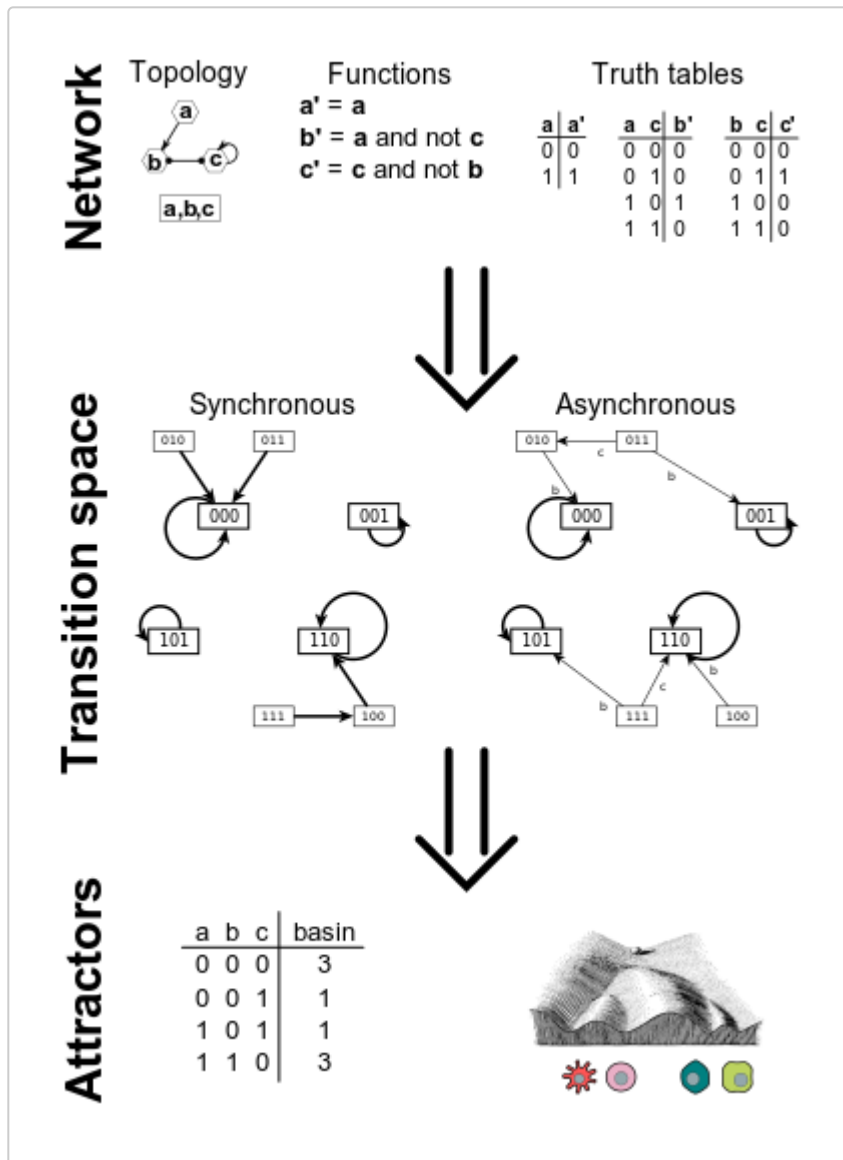 Network
Topology
a
b
c
a,b,c
Functions
a' = a
b' = a and not c
c' = c and not b
Truth tables
a a'
0 0
1 1
a c b'
0 0 0
0 1 0
1 0 1
1 1 0
b c c'
0 0 0
0 1 1
1 0 0
1 1 0
Transition space
Synchronous
010 011
000 001
101 110
111 100
Asynchronous
010 011
c
b
b
000 001
101 110
b
c
b
111 100
Attractors
a b c basin
0 0 0 3
0 0 1 1
1 0 1 1
1 1 0 3